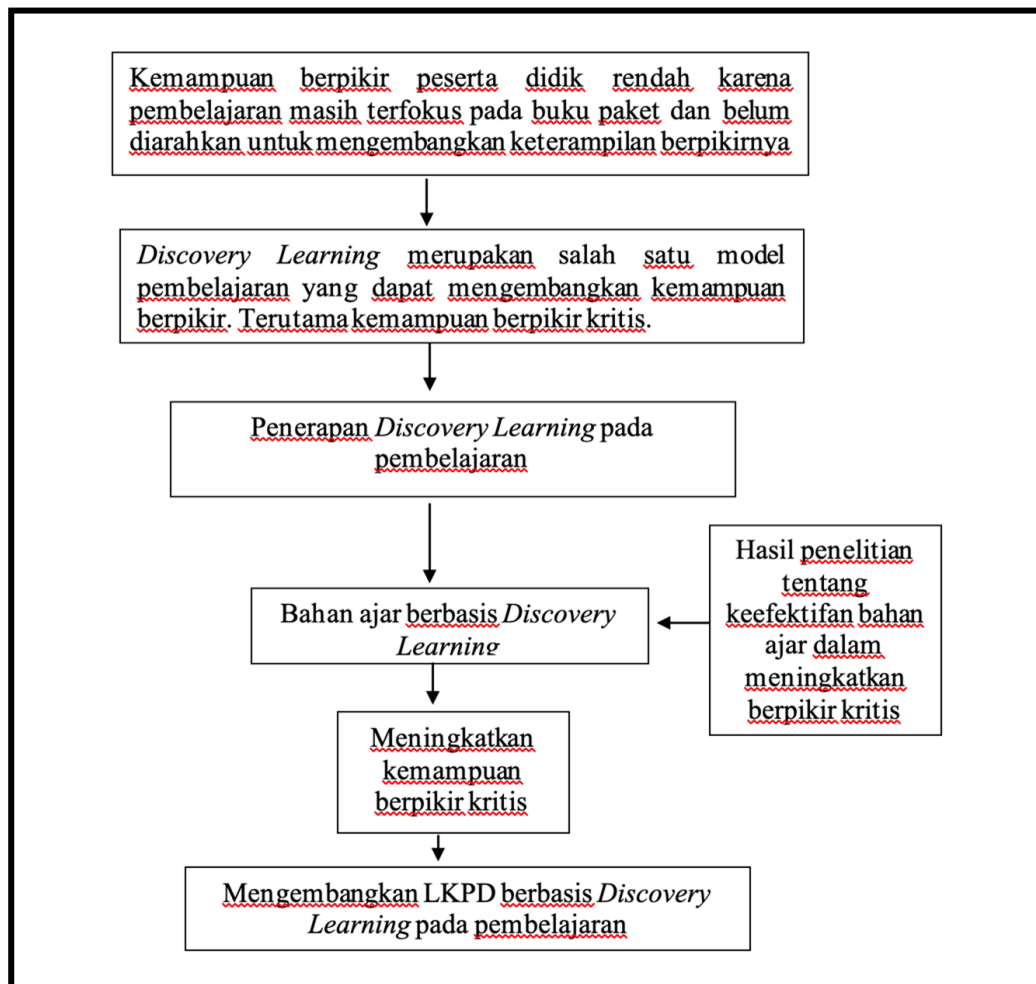 Kemampuan berpikir peserta didik rendah karena
pembelajaran masih terfokus pada buku paket dan belum
diarahkan untuk mengembangkan keterampilan berpikirnya
Discovery Learning merupakan salah satu model
pembelajaran yang dapat mengembangkan kemampuan
berpikir. Terutama kemampuan berpikir kritis.
Penerapan Discovery Learning pada
pembelajaran
Bahan ajar berbasis Discovery
Learning
Hasil penelitian
tentang
keefektifan bahan
ajar dalam
meningkatkan
berpikir kritis
Meningkatkan
kemampuan
berpikir kritis
Mengembangkan LKPD berbasis Discovery
Learning pada pembelajaran